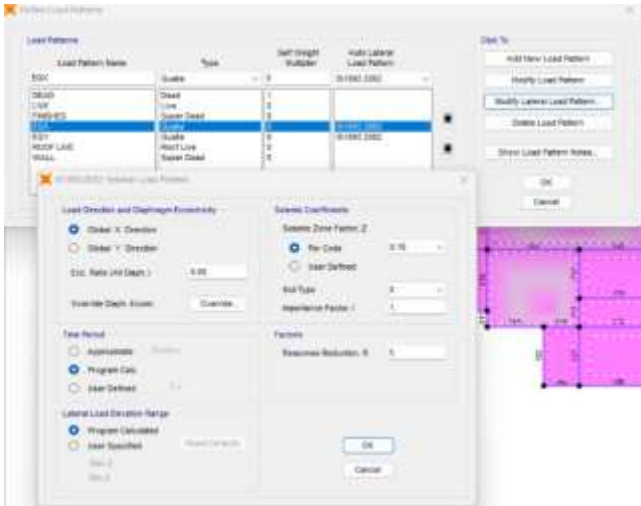 Define Load Patterns
Load Patterns
Click To:
Load Pattern Name
Type
Self Weight Multiplier
Auto Lateral Load Pattern
EQX
Quake
0
IS1893 2002
DEAD
Dead
1
LIVE
Live
0
FINISHES
Super Dead
0
EQX
Quake
0
IS1893 2002
EQY
Quake
0
IS1893 2002
ROOF LIVE
Roof Live
0
WALL
Super Dead
0
Add New Load Pattern
Modify Load Pattern
Modify Lateral Load Pattern...
Delete Load Pattern
Show Load Pattern Notes...
OK
Cancel
IS1893:2002 Seismic Load Pattern
Load Direction and Diaphragm Eccentricity
Global X Direction
Global Y Direction
Ecc. Ratio (All Diaph.)
0.05
Override Diaph. Eccen.
Override...
Time Period
Approximate
Program Calc
User Defined
T =
Lateral Load Elevation Range
Program Calculated
User Specified
Reset Defaults
Max Z
Min Z
Seismic Coefficients
Seismic Zone Factor, Z
Per Code
User Defined
Soil Type
Importance Factor, I
1.
Factors
Response Reduction, R
5.
OK
Cancel